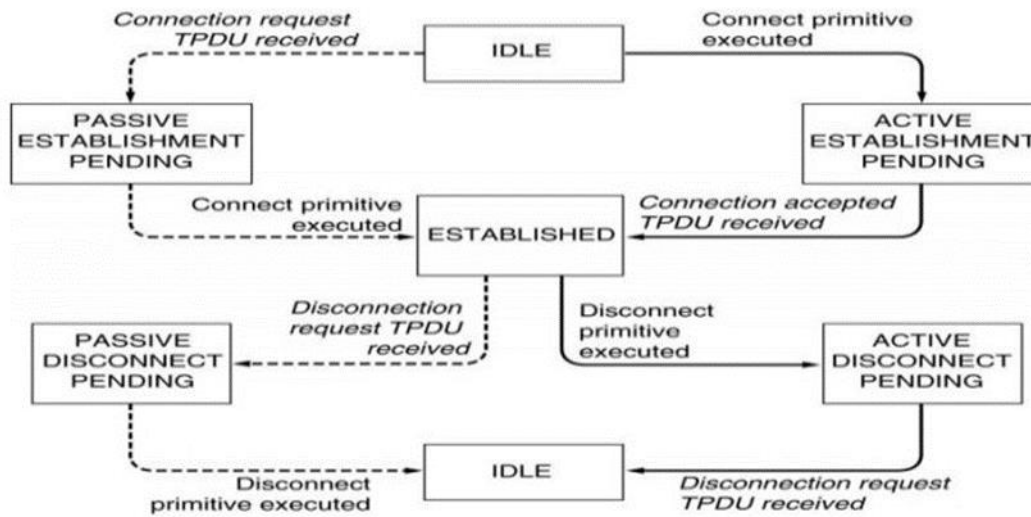 Connection request
TPDU received
IDLE
Connect primitive
executed
PASSIVE
ESTABLISHMENT
PENDING
ACTIVE
ESTABLISHMENT
PENDING
Connect primitive
executed
ESTABLISHED
Connection accepted
TPDU received
Disconnection
request TPDU
received
Disconnect
primitive
executed
PASSIVE
DISCONNECT
PENDING
ACTIVE
DISCONNECT
PENDING
Disconnect
primitive executed
IDLE
Disconnection request
TPDU received